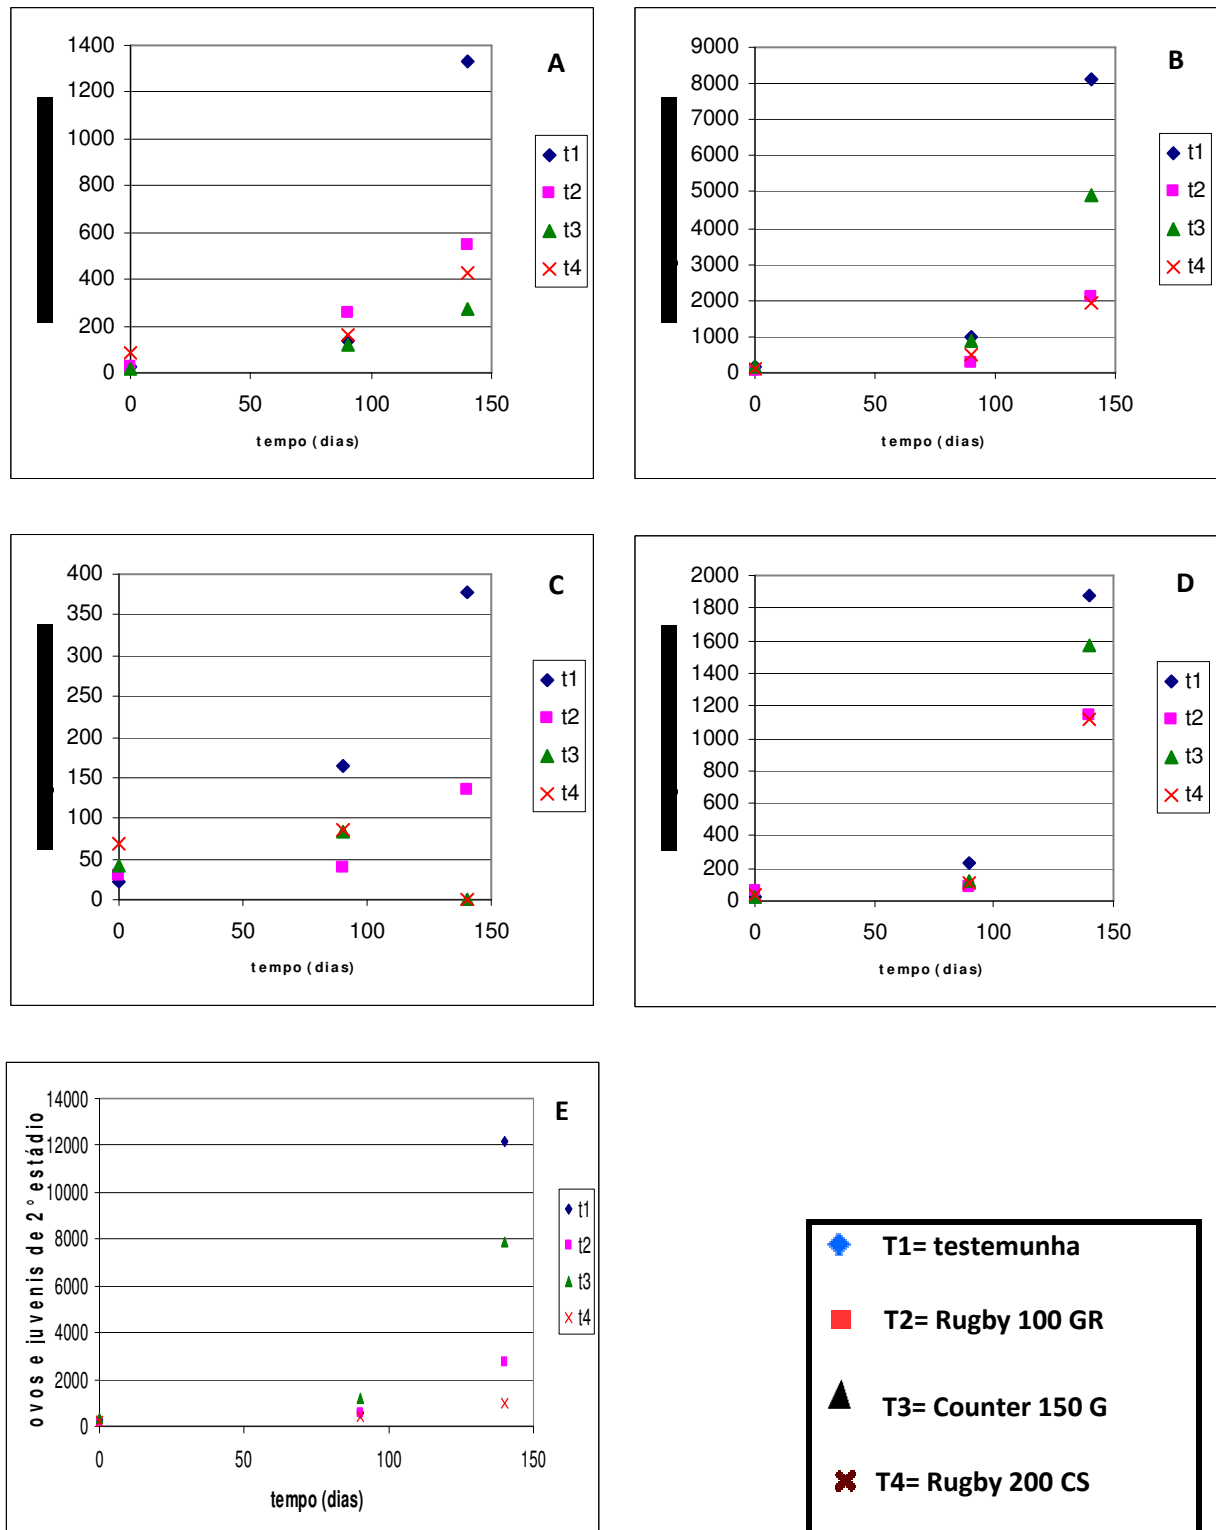 A
1400
1200
1000
800
600
400
200
0
0 50 100 150
tempo (dias)
t1
t2
t3
t4
B
9000
8000
7000
6000
5000
4000
3000
2000
1000
0
0 50 100 150
tempo (dias)
t1
t2
t3
t4
C
400
350
300
250
200
150
100
50
0
0 50 100 150
tempo (dias)
t1
t2
t3
t4
D
2000
1800
1600
1400
1200
1000
800
600
400
200
0
0 50 100 150
tempo (dias)
t1
t2
t3
t4
E
ovos e juvenis de 2º estádio
14000
12000
10000
8000
6000
4000
2000
0
0 50 100 150
tempo (dias)
t1
t2
t3
t4
T1= testemunha
T2= Rugby 100 GR
T3= Counter 150 G
T4= Rugby 200 CS